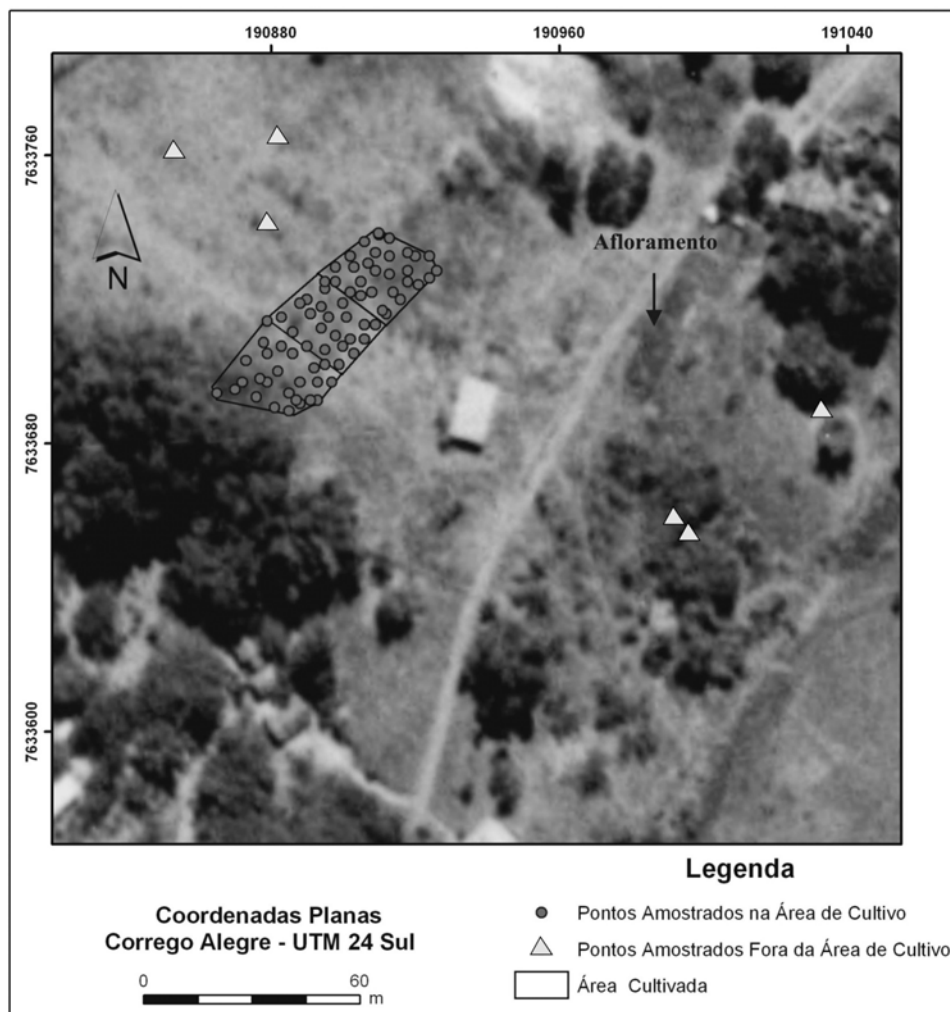 190880 190960 191040
7633760
7633680
7633600
N
Afloramento
Legenda
Coordenadas Planas
Corrego Alegre - UTM 24 Sul
0 60
m
Pontos Amostrados na Área de Cultivo
Pontos Amostrados Fora da Área de Cultivo
Área Cultivada